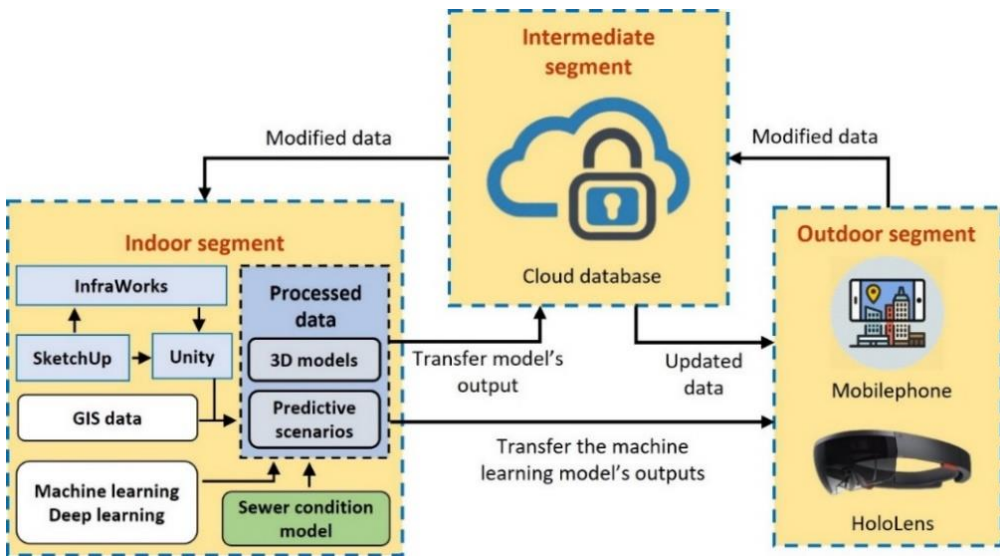 Intermediate
segment
Cloud database
Modified data
Modified data
Indoor segment
InfraWorks
SketchUp
Unity
GIS data
Machine learning
Deep learning
Sewer condition
model
Processed
data
3D models
Predictive
scenarios
Transfer model's
output
Updated
data
Transfer the machine
learning model's outputs
Outdoor segment
Mobilephone
HoloLens